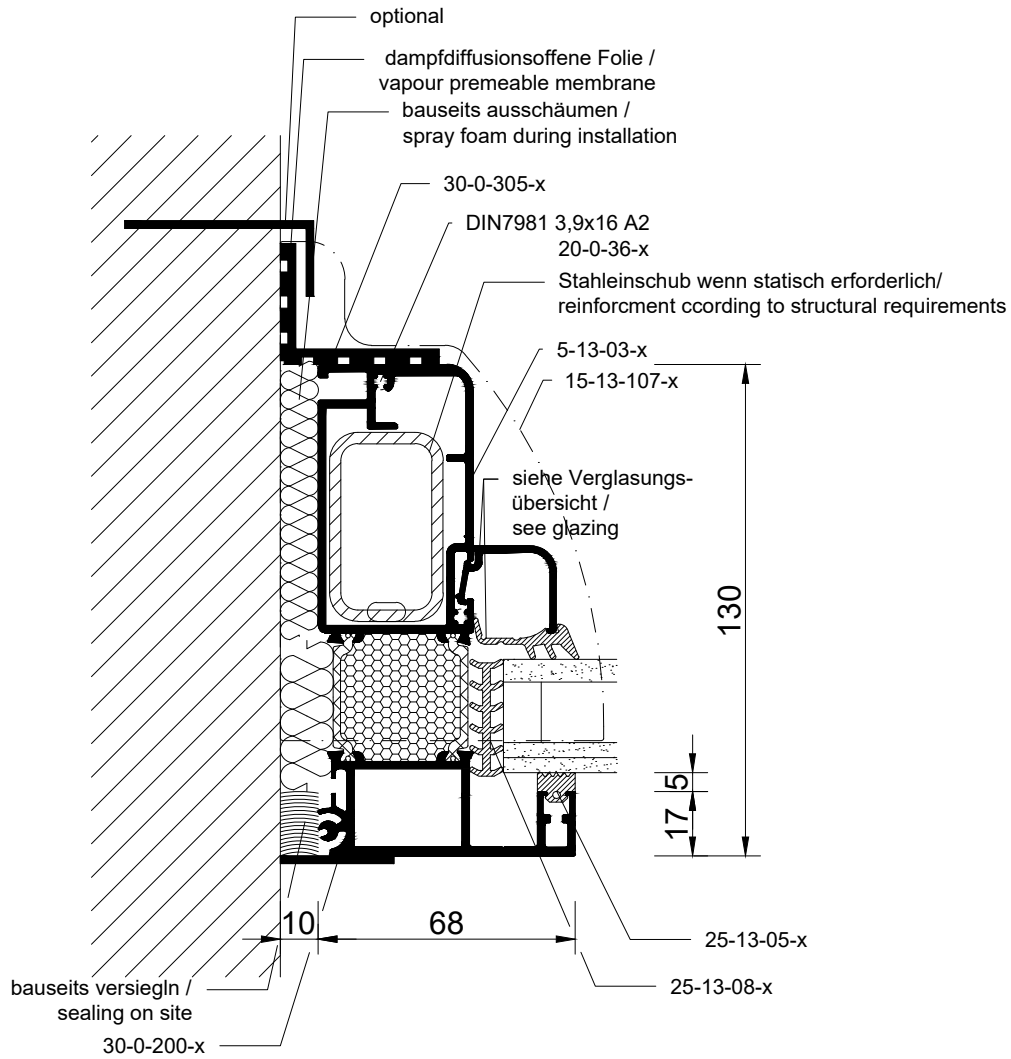 optional
dampfdiffusionsoffene Folie /
vapour premeable membrane
bauseits ausschäumen /
spray foam during installation
30-0-305-x
DIN7981 3,9x16 A2
20-0-36-x
Stahleinschub wenn statisch erforderlich/
reinforcment ccording to structural requirements
5-13-03-x
15-13-107-x
siehe Verglasungs-
übersicht /
see glazing
130
5
17
10
68
25-13-05-x
25-13-08-x
bauseits versiegln /
sealing on site
30-0-200-x